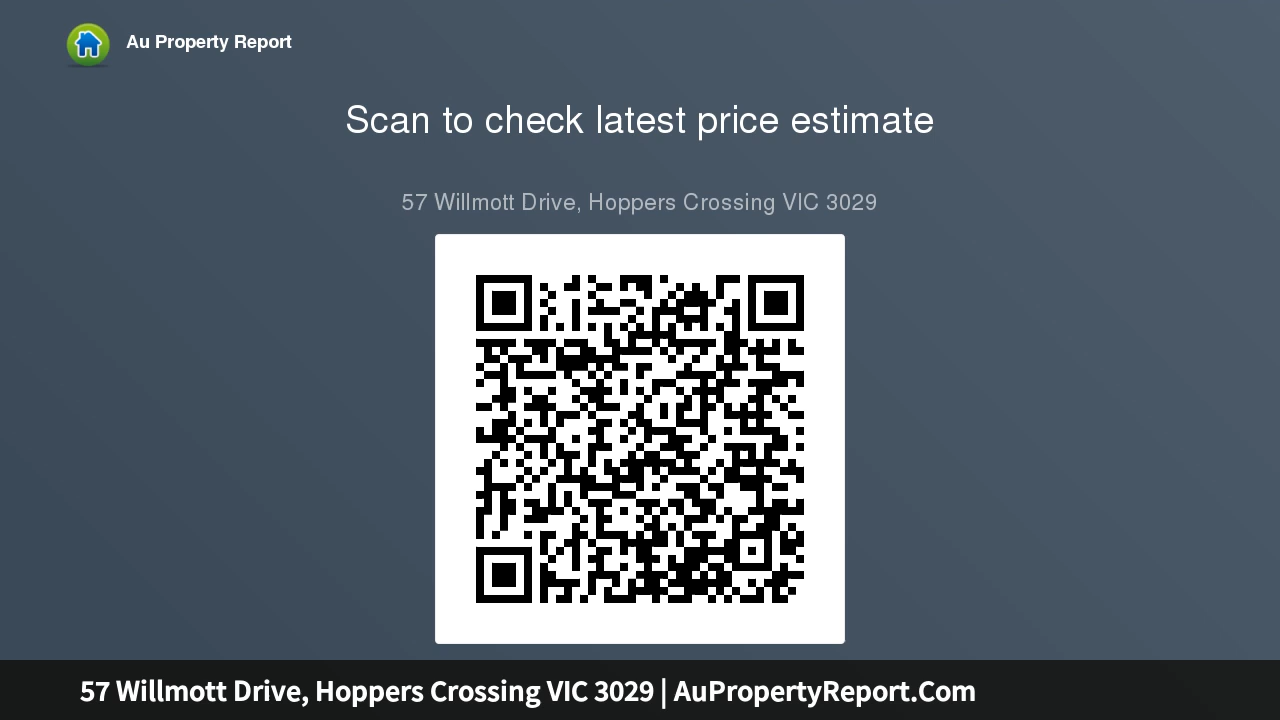 Au Property Report
Scan to check latest price estimate
57 Willmott Drive, Hoppers Crossing VIC 3029
57 Willmott Drive, Hoppers Crossing VIC 3029 | AuPropertyReport.Com